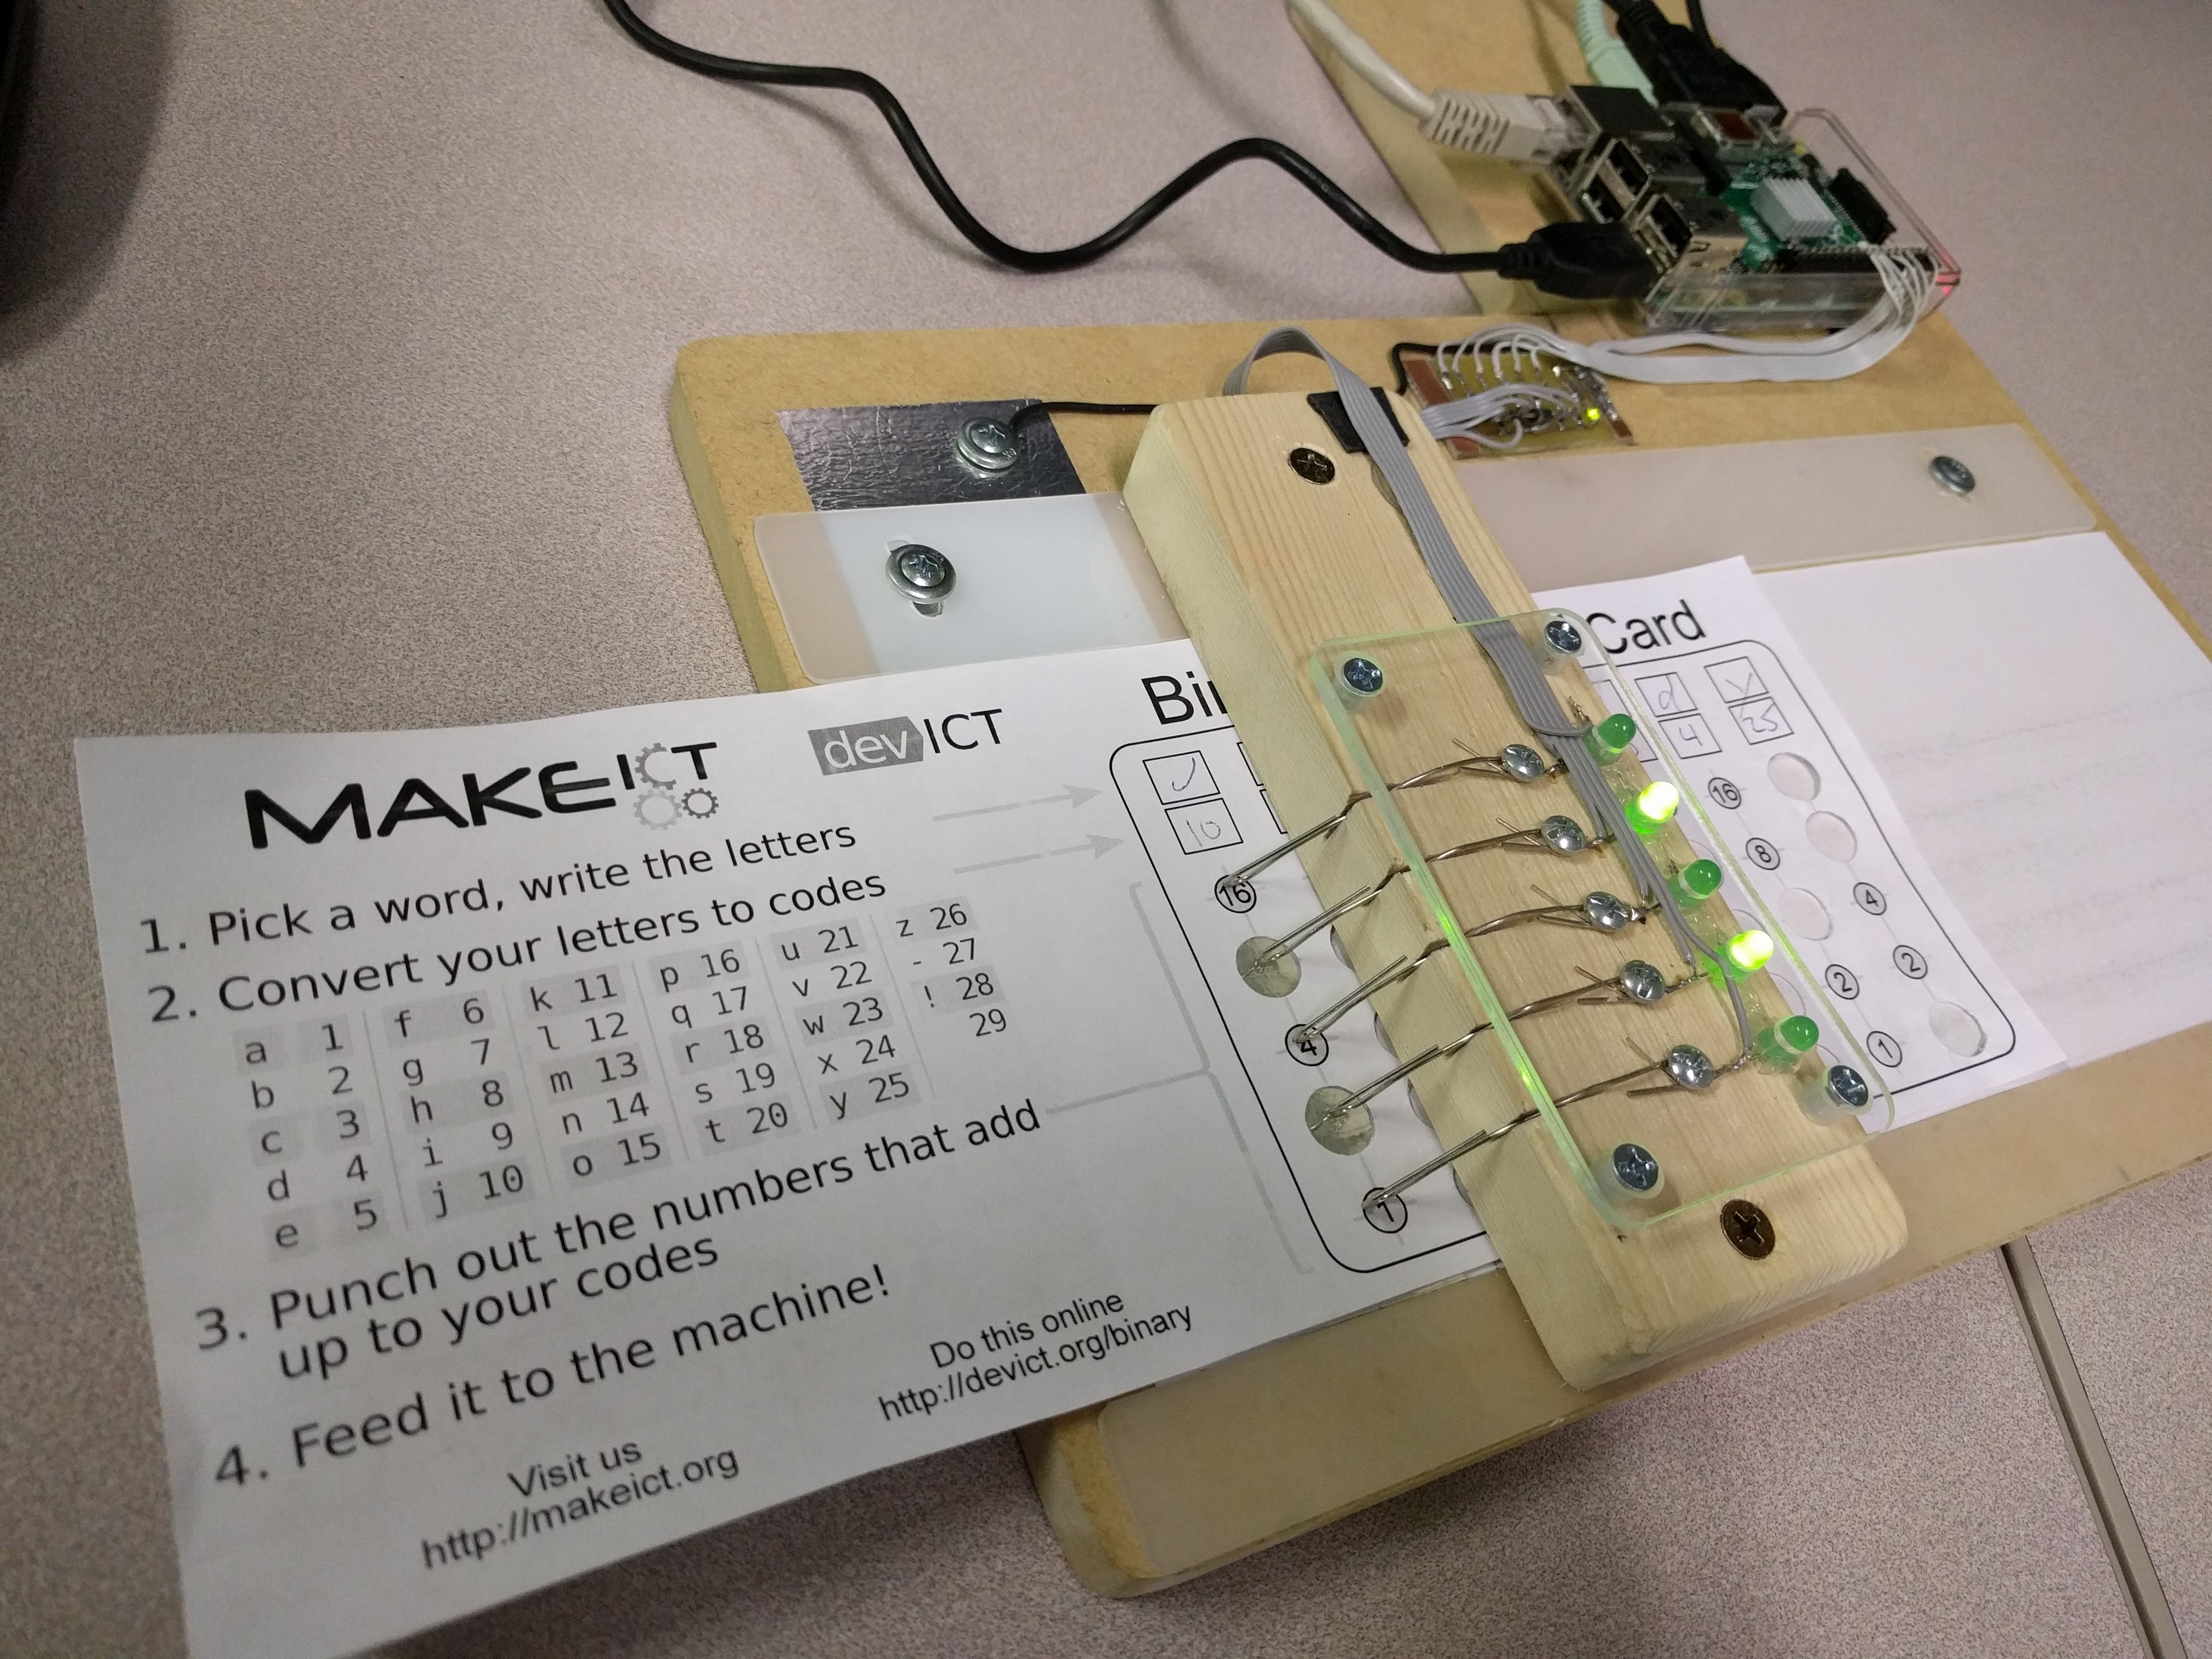 MAKEICT
devICT
Bin
Card
1. Pick a word, write the letters
2. Convert your letters to codes
a 1 f 6 k 11 p 16 u 21 z 26
b 2 g 7 l 12 q 17 v 22 - 27
c 3 h 8 m 13 r 18 w 23 ! 28
d 4 i 9 n 14 s 19 x 24 29
e 5 j 10 o 15 t 20 y 25
3. Punch out the numbers that add
up to your codes
4. Feed it to the machine!
Visit us
http://makeict.org
Do this online
http://devict.org/binary
J
10
16
4
1
d y
4 25
16
8
4
2 2
1